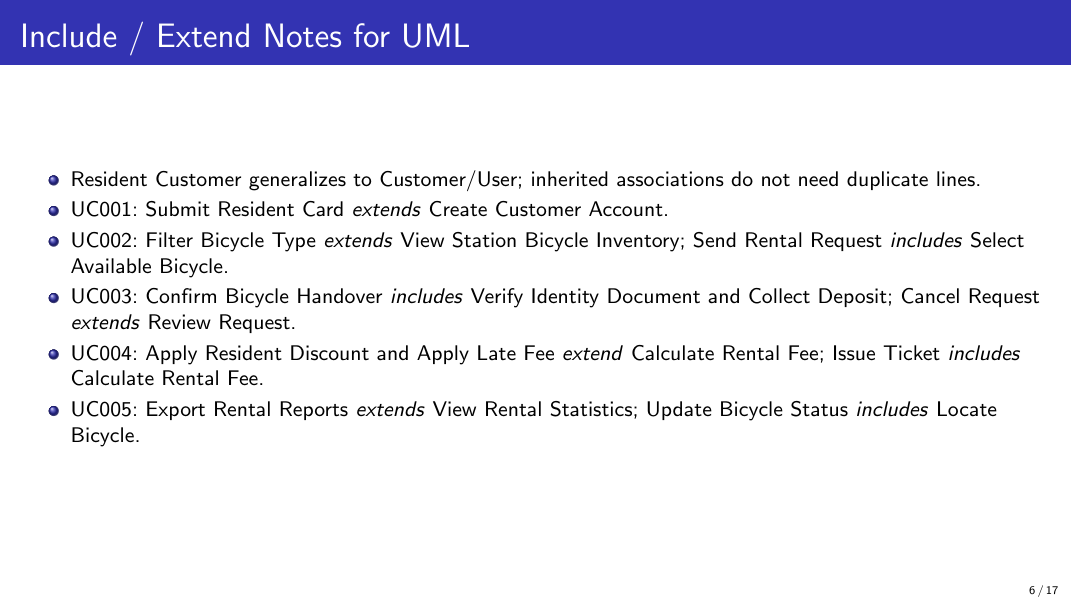 Include / Extend Notes for UML
Resident Customer generalizes to Customer/User; inherited associations do not need duplicate lines.
UC001: Submit Resident Card extends Create Customer Account.
UC002: Filter Bicycle Type extends View Station Bicycle Inventory; Send Rental Request includes Select
Available Bicycle.
UC003: Confirm Bicycle Handover includes Verify Identity Document and Collect Deposit; Cancel Request
extends Review Request.
UC004: Apply Resident Discount and Apply Late Fee extend Calculate Rental Fee; Issue Ticket includes
Calculate Rental Fee.
UC005: Export Rental Reports extends View Rental Statistics; Update Bicycle Status includes Locate
Bicycle.
6 / 17